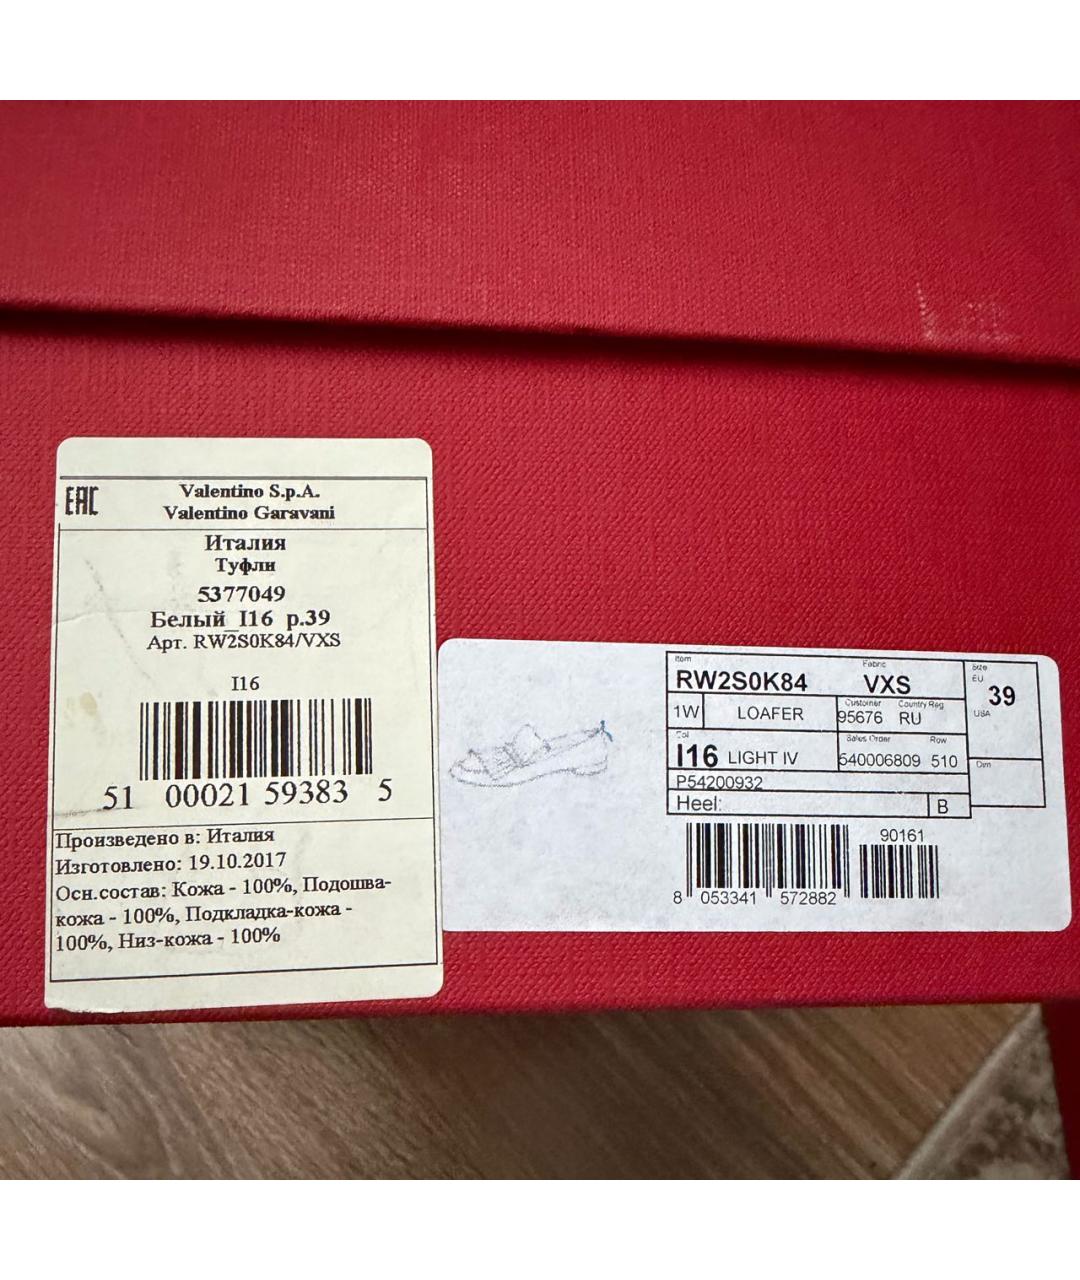 EAC
Valentino S.p.A.
Valentino Garavani
Италия
Туфли
5377049
Белый_I16 р.39
Арт. RW2S0K84/VXS
I16
51 00021 59383 5
Произведено в: Италия
Изготовлено: 19.10.2017
Осн.состав: Кожа - 100%, Подошва-
кожа - 100%, Подкладка-кожа -
100%, Низ-кожа - 100%
Item Fabric Size
RW2S0K84 VXS EU 39
1W LOAFER Customer Country Reg USA
95676 RU
Col Sales Order Row
I16 LIGHT IV 640006809 510 Dim
P54200932
Heel: B
90161
8 053341 572882